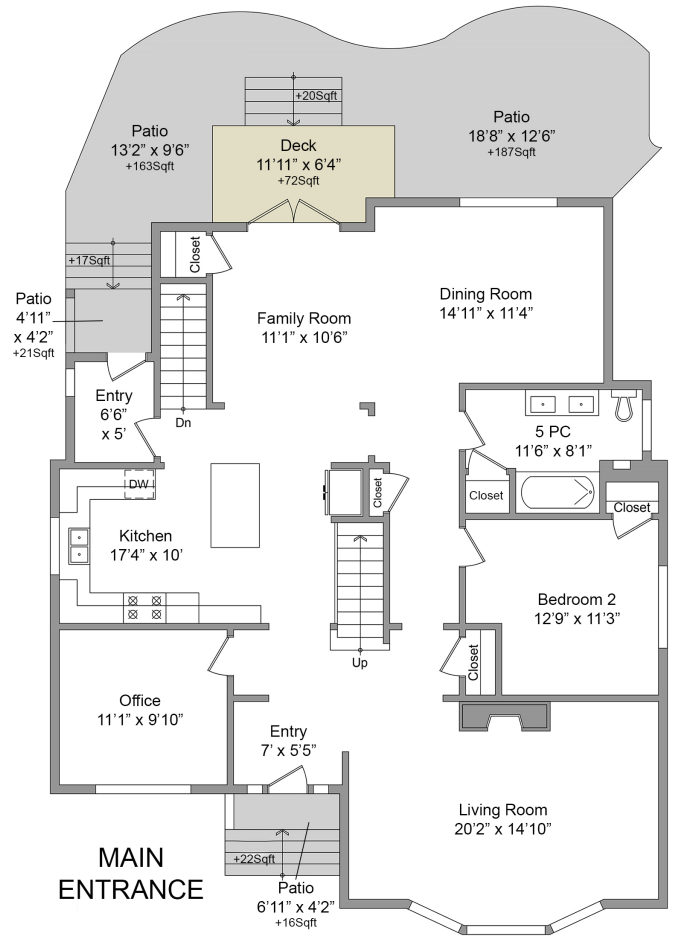 +20Sqft
Patio
13'2" x 9'6"
+163Sqft
Patio
18'8" x 12'6"
+187Sqft
Deck
11'11" x 6'4"
+72Sqft
+17Sqft
Closet
Patio
4'11"
x 4'2"
+21Sqft
Family Room
11'1" x 10'6"
Dining Room
14'11" x 11'4"
Entry
6'6"
x 5'
Dn
5 PC
11'6" x 8'1"
DW
Closet
Closet
Closet
Kitchen
17'4" x 10'
Bedroom 2
12'9" x 11'3"
Up
Closet
Office
11'1" x 9'10"
Entry
7' x 5'5"
Living Room
20'2" x 14'10"
MAIN
ENTRANCE
+22Sqft
Patio
6'11" x 4'2"
+16Sqft